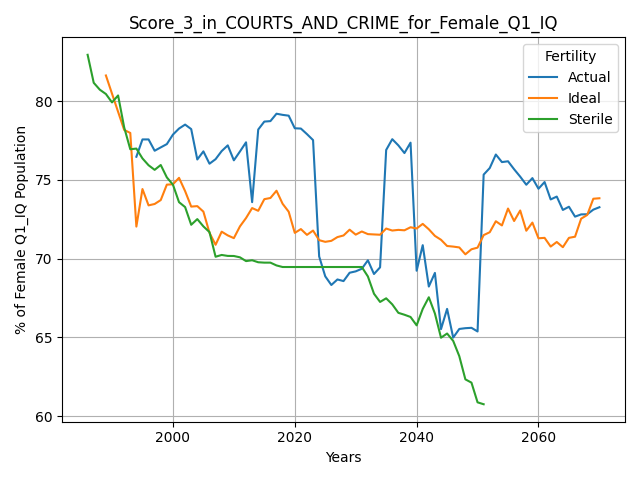 Score_3_in_COURTS_AND_CRIME_for_Female_Q1_IQ
Fertility
Actual
Ideal
Sterile
% of Female Q1_IQ Population
80
75
70
65
60
2000
2020
2040
2060
Years